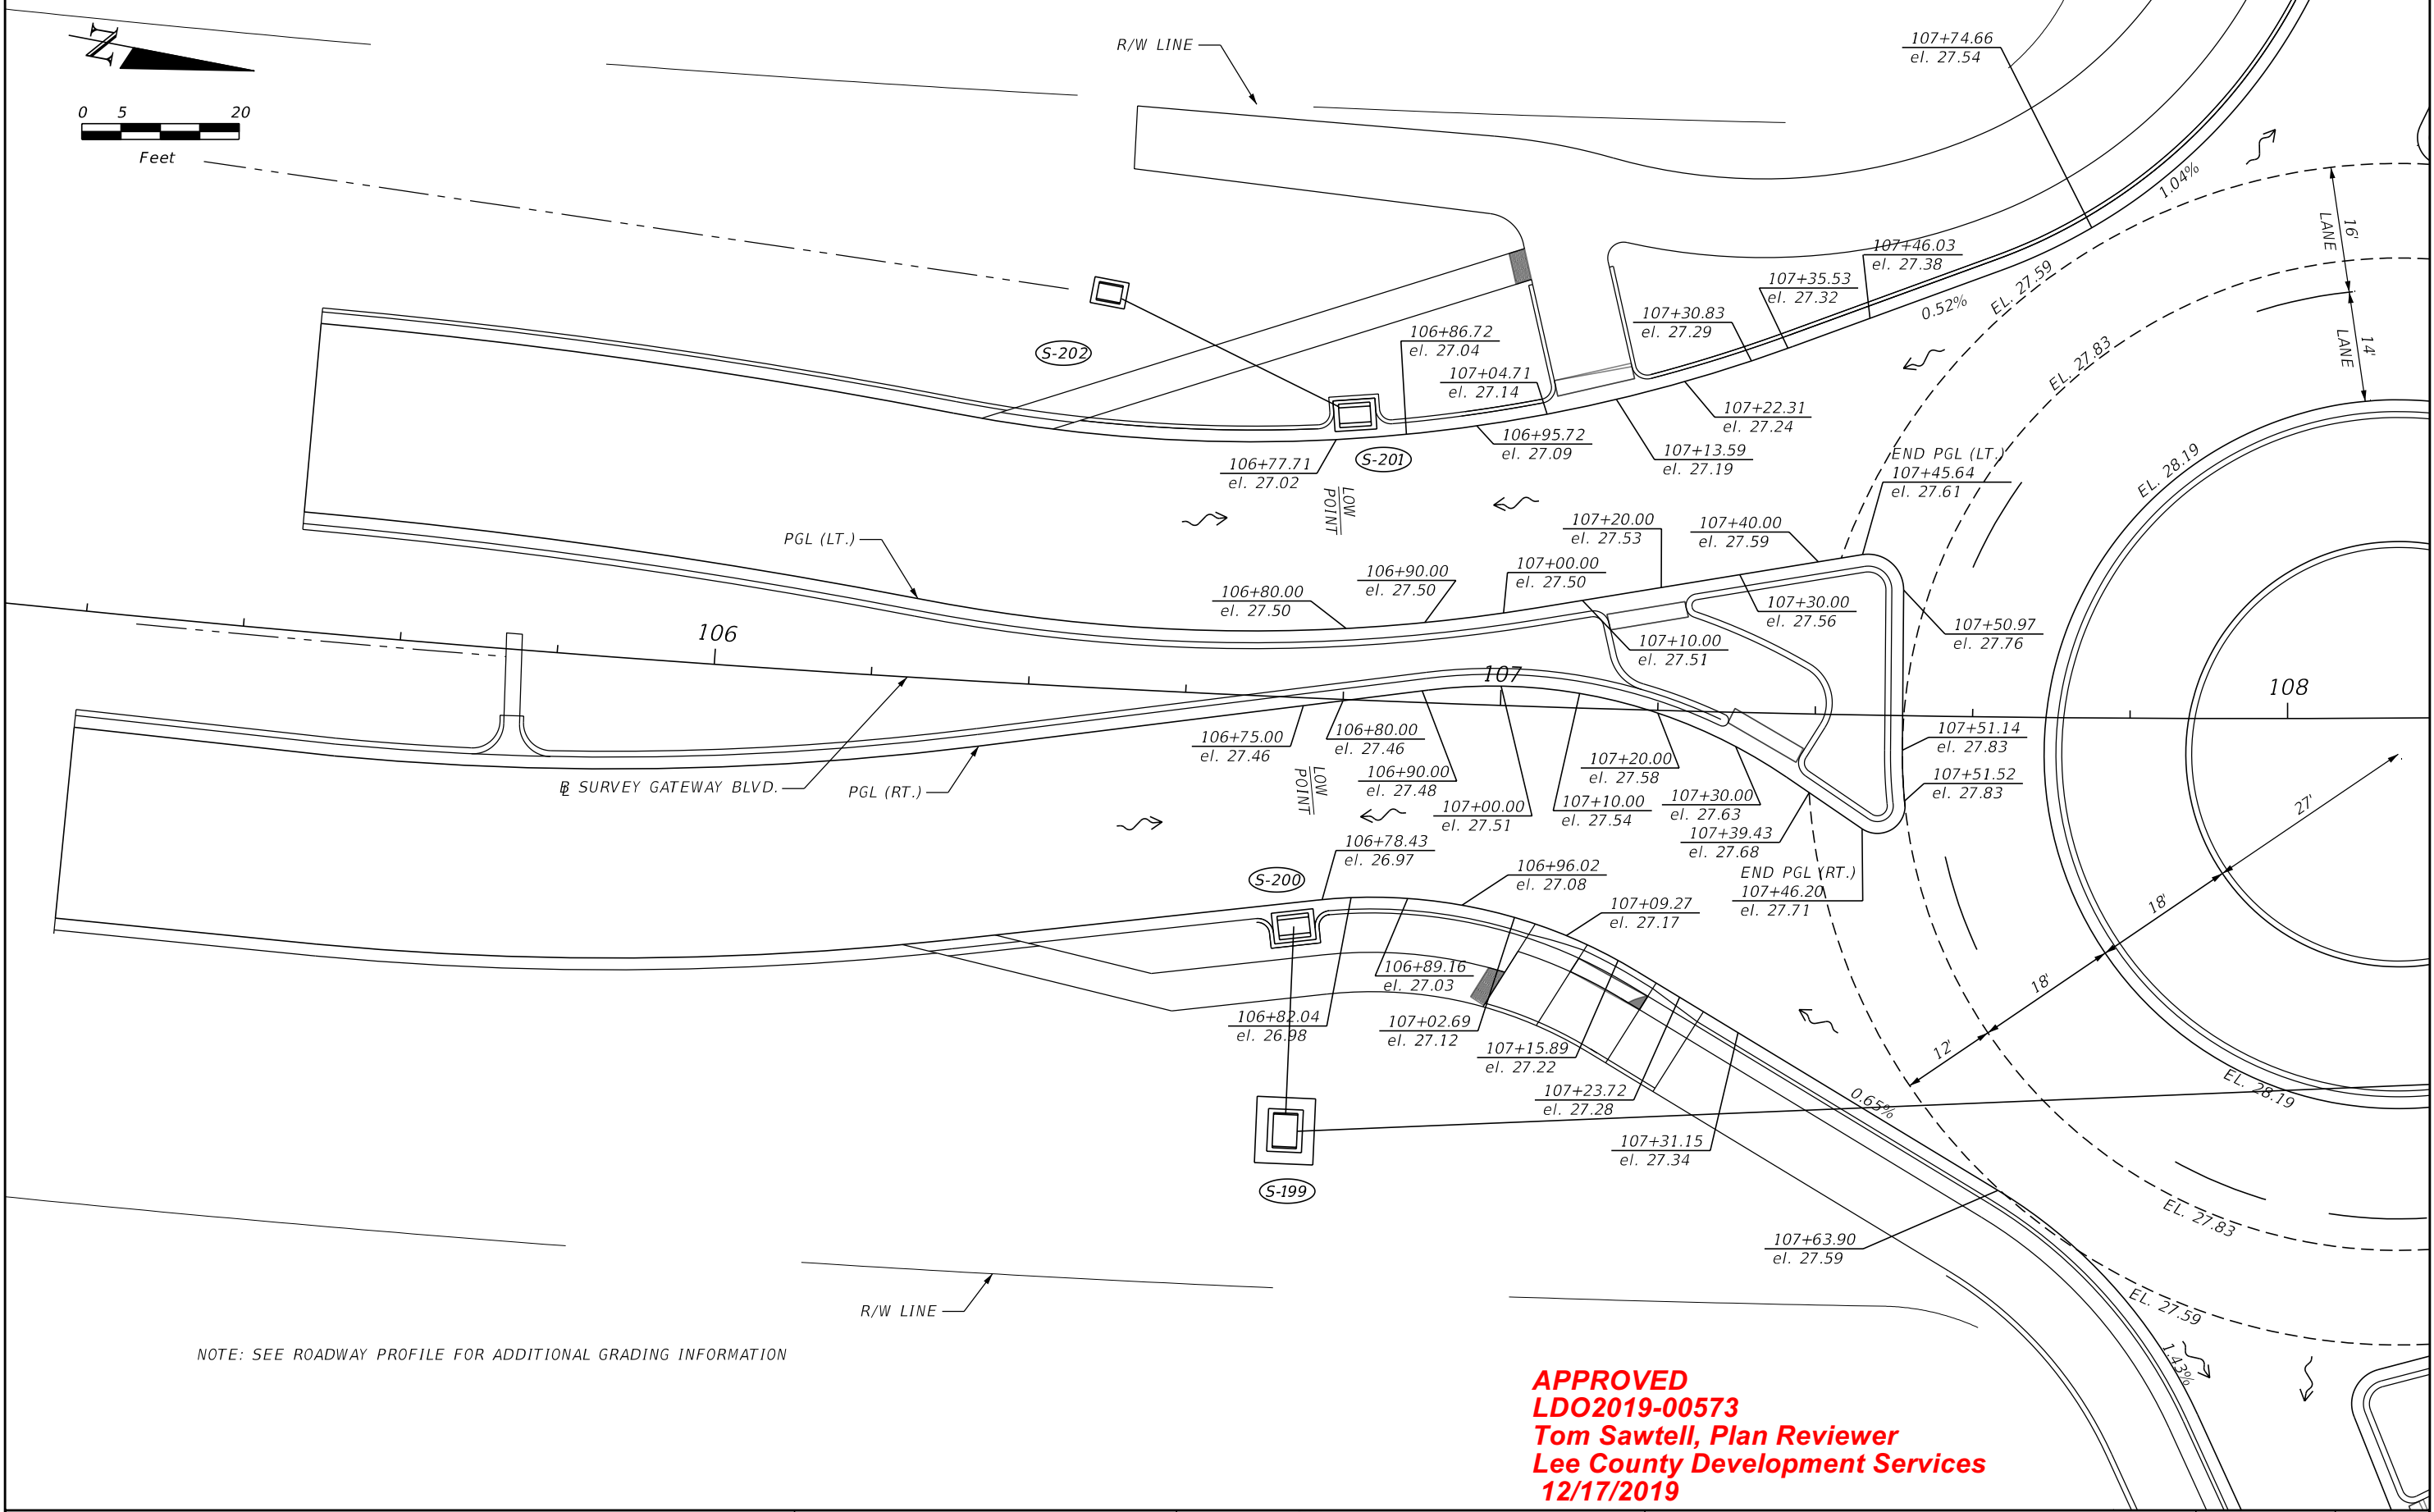 N
0 5 20
Feet
R/W LINE
107+74.66
el. 27.54
1.04%
16'
LANE
14'
LANE
107+46.03
el. 27.38
107+35.53
el. 27.32
107+30.83
el. 27.29
0.52%
EL. 27.59
EL. 27.83
EL. 28.19
S-202
106+86.72
el. 27.04
107+04.71
el. 27.14
107+22.31
el. 27.24
106+95.72
el. 27.09
107+13.59
el. 27.19
106+77.71
el. 27.02
S-201
LOW
POINT
END PGL (LT.)
107+45.64
el. 27.61
PGL (LT.)
107+20.00
el. 27.53
107+40.00
el. 27.59
106+80.00
el. 27.50
106+90.00
el. 27.50
107+00.00
el. 27.50
107+30.00
el. 27.56
107+10.00
el. 27.51
107+50.97
el. 27.76
106
107
108
106+75.00
el. 27.46
106+80.00
el. 27.46
106+90.00
el. 27.48
107+00.00
el. 27.51
107+10.00
el. 27.54
107+20.00
el. 27.58
107+30.00
el. 27.63
107+39.43
el. 27.68
107+51.14
el. 27.83
107+51.52
el. 27.83
BL SURVEY GATEWAY BLVD.
PGL (RT.)
LOW
POINT
END PGL (RT.)
107+46.20
el. 27.71
27'
18'
18'
12'
106+78.43
el. 26.97
S-200
106+96.02
el. 27.08
107+09.27
el. 27.17
106+89.16
el. 27.03
106+82.04
el. 26.98
107+02.69
el. 27.12
107+15.89
el. 27.22
107+23.72
el. 27.28
107+31.15
el. 27.34
0.65%
EL. 28.19
S-199
107+63.90
el. 27.59
EL. 27.83
EL. 27.59
1.43%
R/W LINE
NOTE: SEE ROADWAY PROFILE FOR ADDITIONAL GRADING INFORMATION
APPROVED
LDO2019-00573
Tom Sawtell, Plan Reviewer
Lee County Development Services
12/17/2019